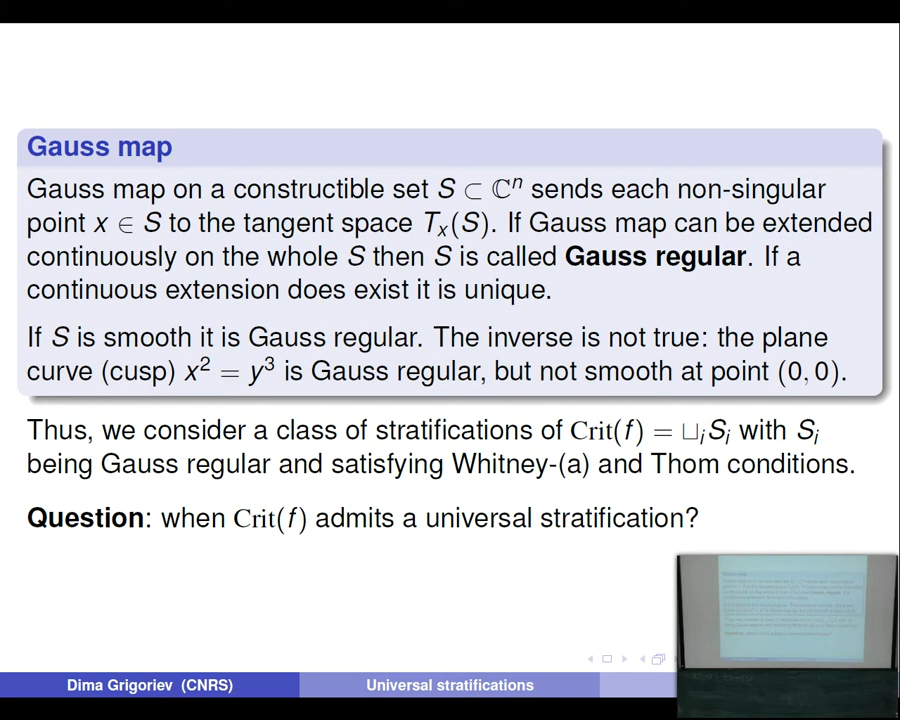 Gauss map
Gauss map on a constructible set S ⊂ ℂⁿ sends each non-singular
point x ∈ S to the tangent space Tₓ(S). If Gauss map can be extended
continuously on the whole S then S is called Gauss regular. If a
continuous extension does exist it is unique.
If S is smooth it is Gauss regular. The inverse is not true: the plane
curve (cusp) x² = y³ is Gauss regular, but not smooth at point (0, 0).
Thus, we consider a class of stratifications of Crit(f) = ⊔ᵢSᵢ with Sᵢ
being Gauss regular and satisfying Whitney-(a) and Thom conditions.
Question: when Crit(f) admits a universal stratification?
Dima Grigoriev (CNRS)
Universal stratifications